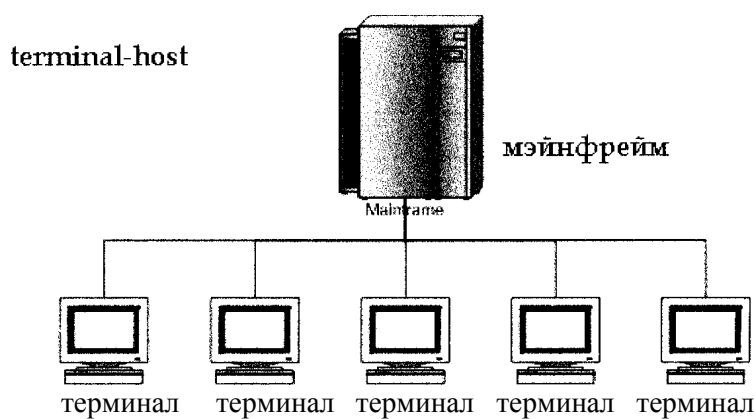 terminal-host
мэйнфрейм
Mainframe
терминал терминал терминал терминал терминал